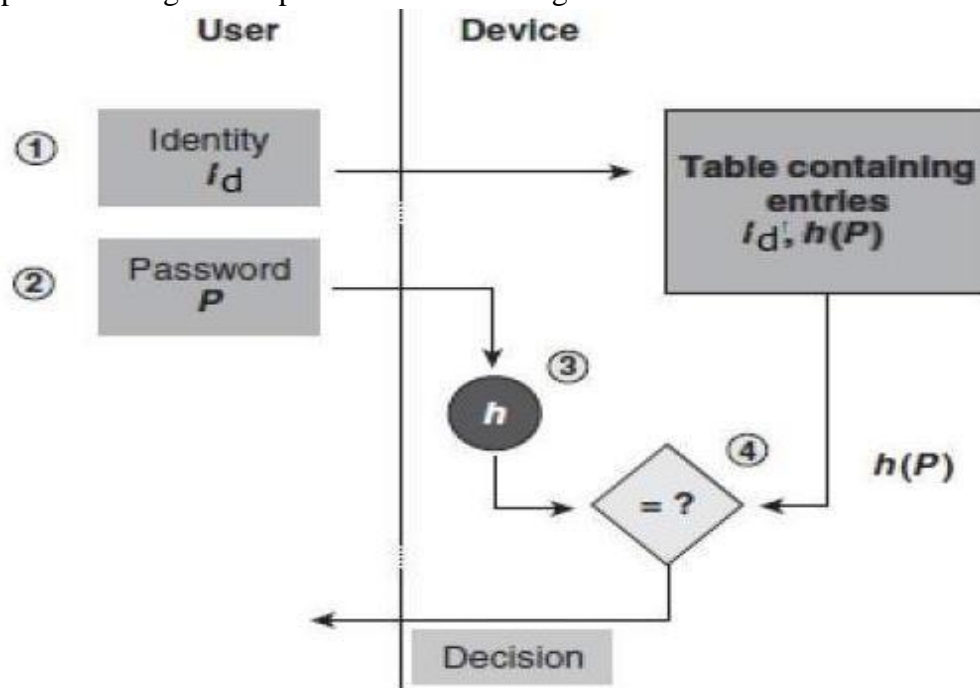 User
Device
①
Identity
Id
Table containing
entries
Id', h(P)
②
Password
P
③
h
④
= ?
h(P)
Decision